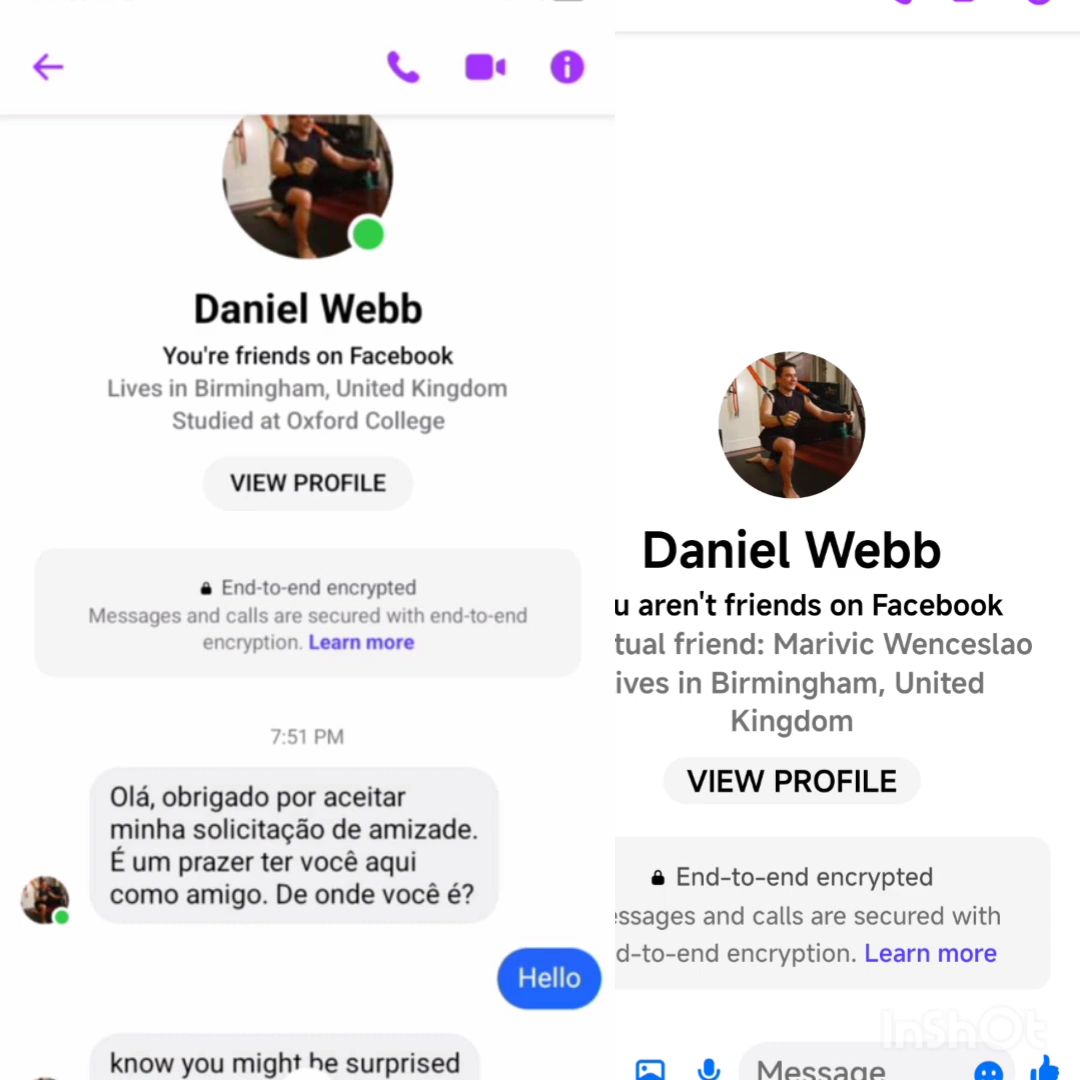 Daniel Webb
You're friends on Facebook
Lives in Birmingham, United Kingdom
Studied at Oxford College
VIEW PROFILE
End-to-end encrypted
Messages and calls are secured with end-to-end
encryption. Learn more
7:51 PM
Olá, obrigado por aceitar
minha solicitação de amizade.
É um prazer ter você aqui
como amigo. De onde você é?
Hello
know you might be surprised
Daniel Webb
u aren't friends on Facebook
tual friend: Marivic Wenceslao
ives in Birmingham, United
Kingdom
VIEW PROFILE
End-to-end encrypted
essages and calls are secured with
d-to-end encryption. Learn more
InShOt
Message